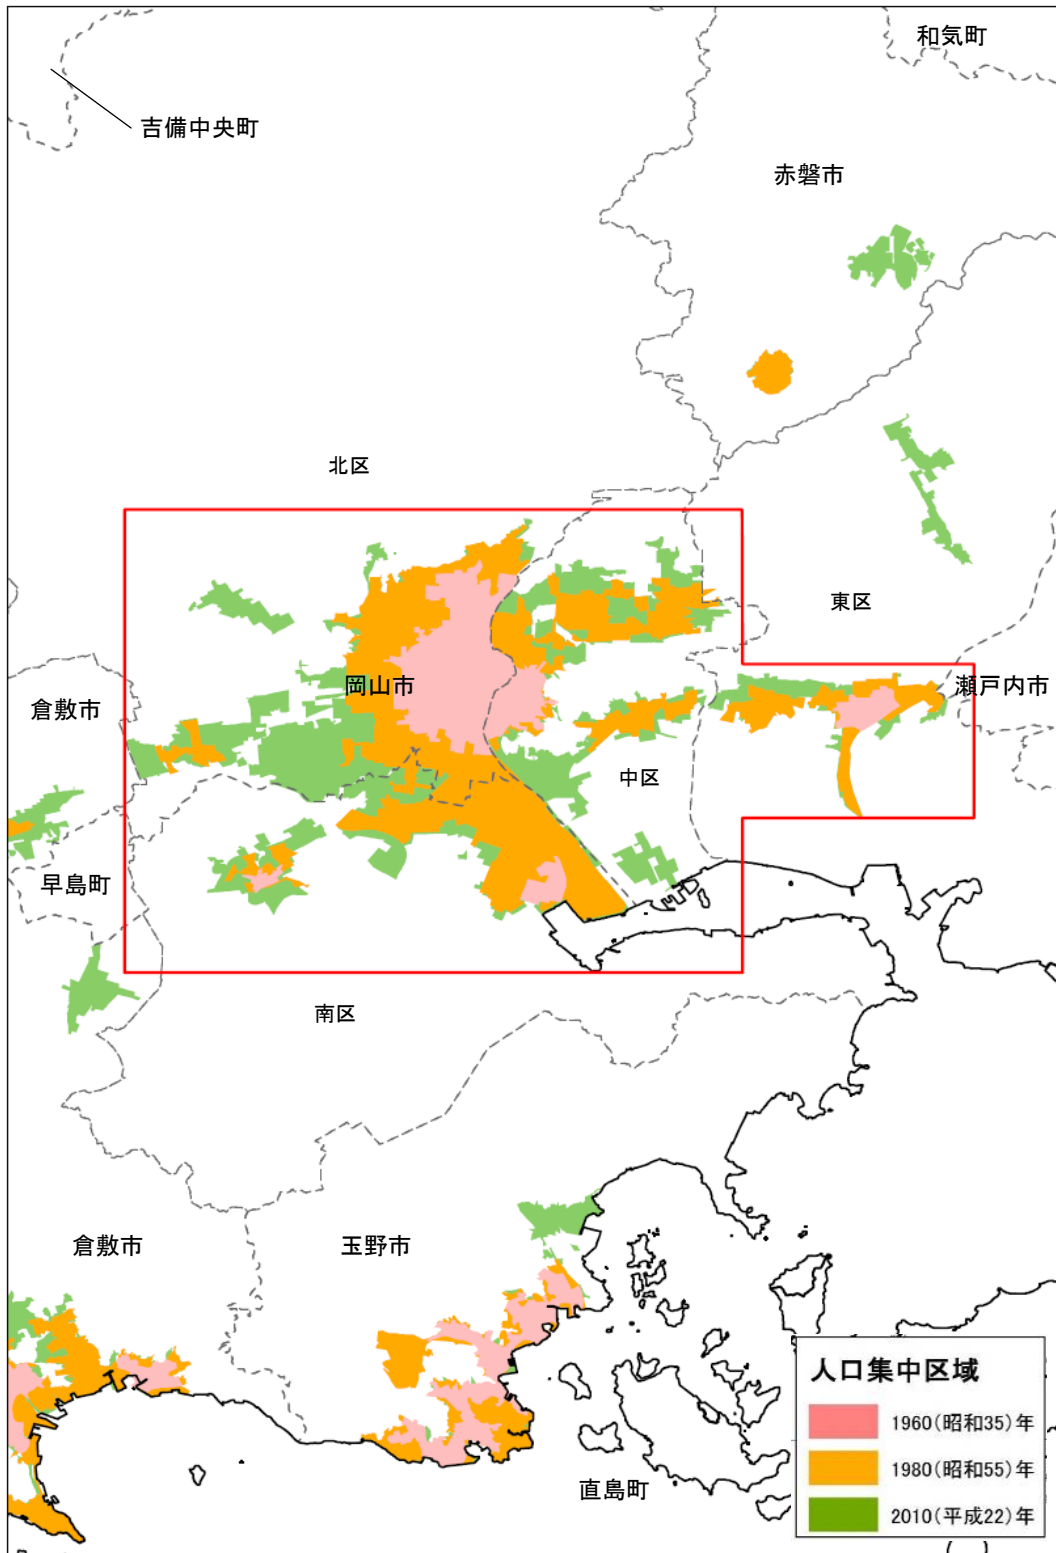 和気町
吉備中央町
赤磐市
北区
東区
岡山市
瀬戸内市
倉敷市
中区
早島町
南区
倉敷市
玉野市
直島町
人口集中区域
1960(昭和35)年
1980(昭和55)年
2010(平成22)年